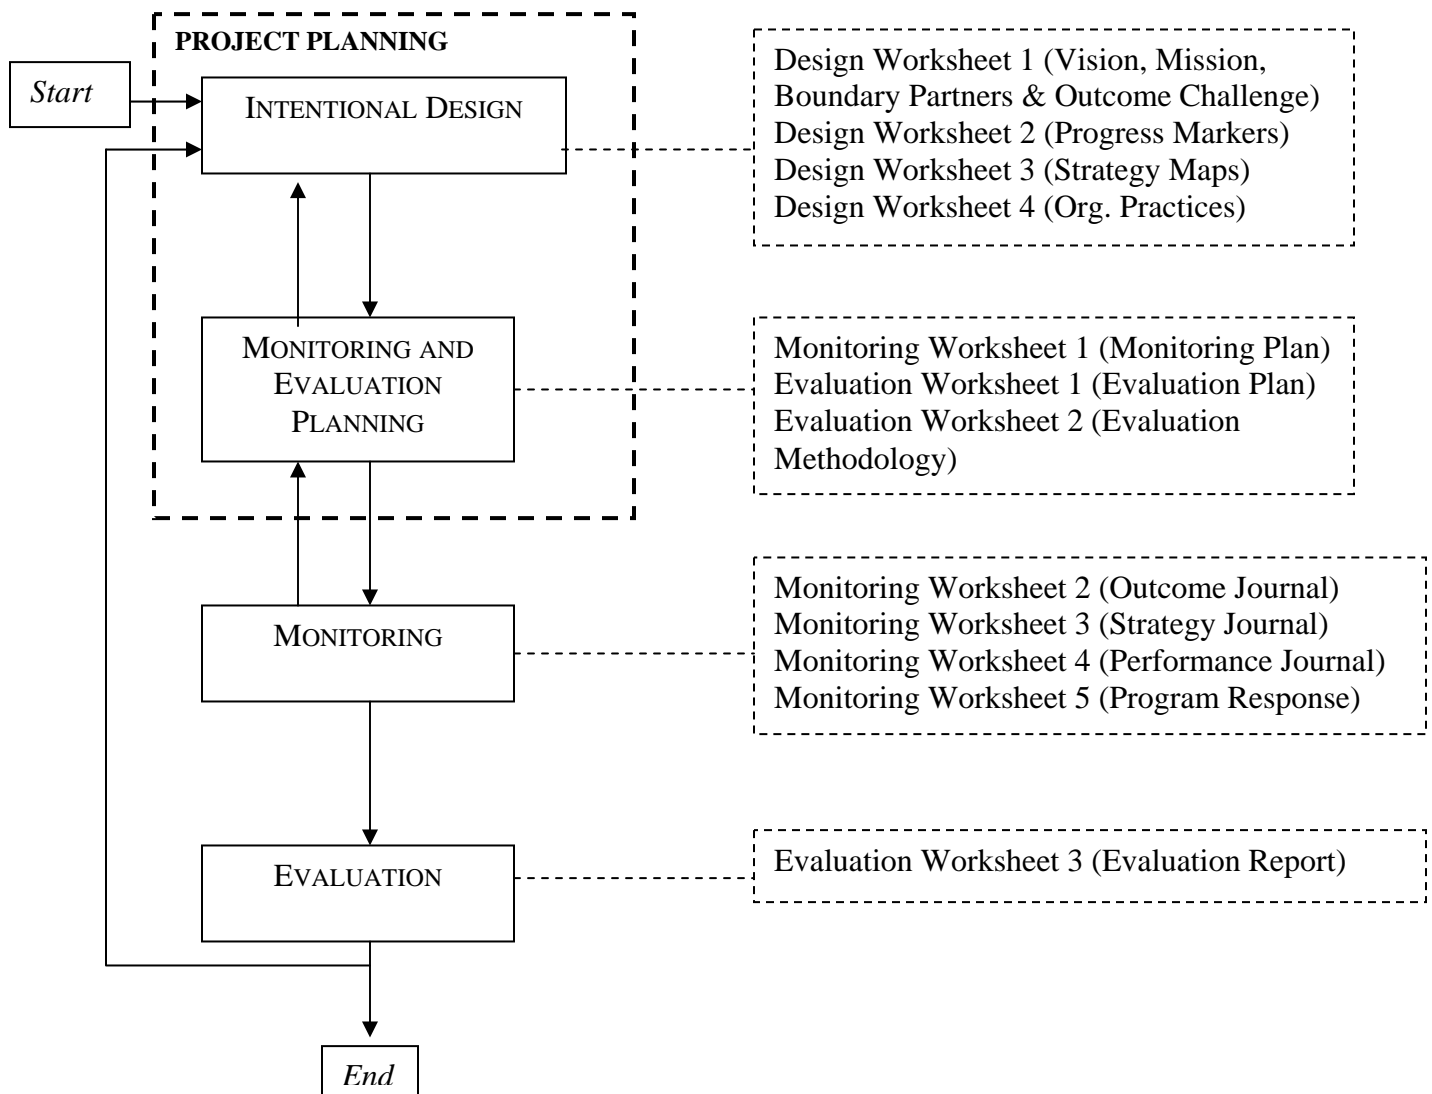 PROJECT PLANNING
Start
INTENTIONAL DESIGN
Design Worksheet 1 (Vision, Mission,
Boundary Partners & Outcome Challenge)
Design Worksheet 2 (Progress Markers)
Design Worksheet 3 (Strategy Maps)
Design Worksheet 4 (Org. Practices)
MONITORING AND
EVALUATION
PLANNING
Monitoring Worksheet 1 (Monitoring Plan)
Evaluation Worksheet 1 (Evaluation Plan)
Evaluation Worksheet 2 (Evaluation
Methodology)
MONITORING
Monitoring Worksheet 2 (Outcome Journal)
Monitoring Worksheet 3 (Strategy Journal)
Monitoring Worksheet 4 (Performance Journal)
Monitoring Worksheet 5 (Program Response)
EVALUATION
Evaluation Worksheet 3 (Evaluation Report)
End